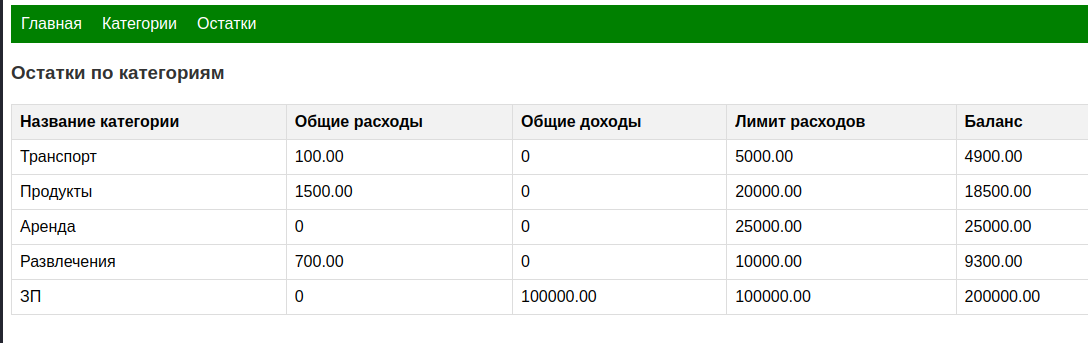 Главная Категории Остатки
Остатки по категориям
Название категории Общие расходы Общие доходы Лимит расходов Баланс
Транспорт 100.00 0 5000.00 4900.00
Продукты 1500.00 0 20000.00 18500.00
Аренда 0 0 25000.00 25000.00
Развлечения 700.00 0 10000.00 9300.00
ЗП 0 100000.00 100000.00 200000.00